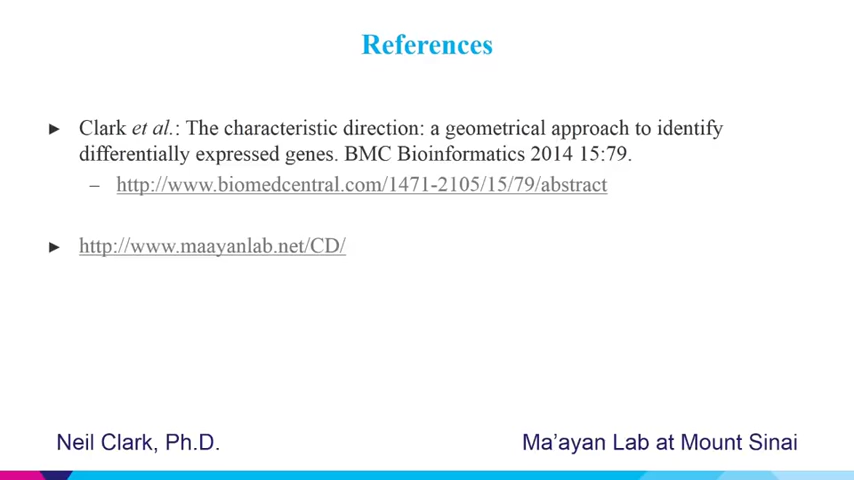 References
► Clark et al.: The characteristic direction: a geometrical approach to identify
differentially expressed genes. BMC Bioinformatics 2014 15:79.
– http://www.biomedcentral.com/1471-2105/15/79/abstract
► http://www.maayanlab.net/CD/
Neil Clark, Ph.D.
Ma’ayan Lab at Mount Sinai